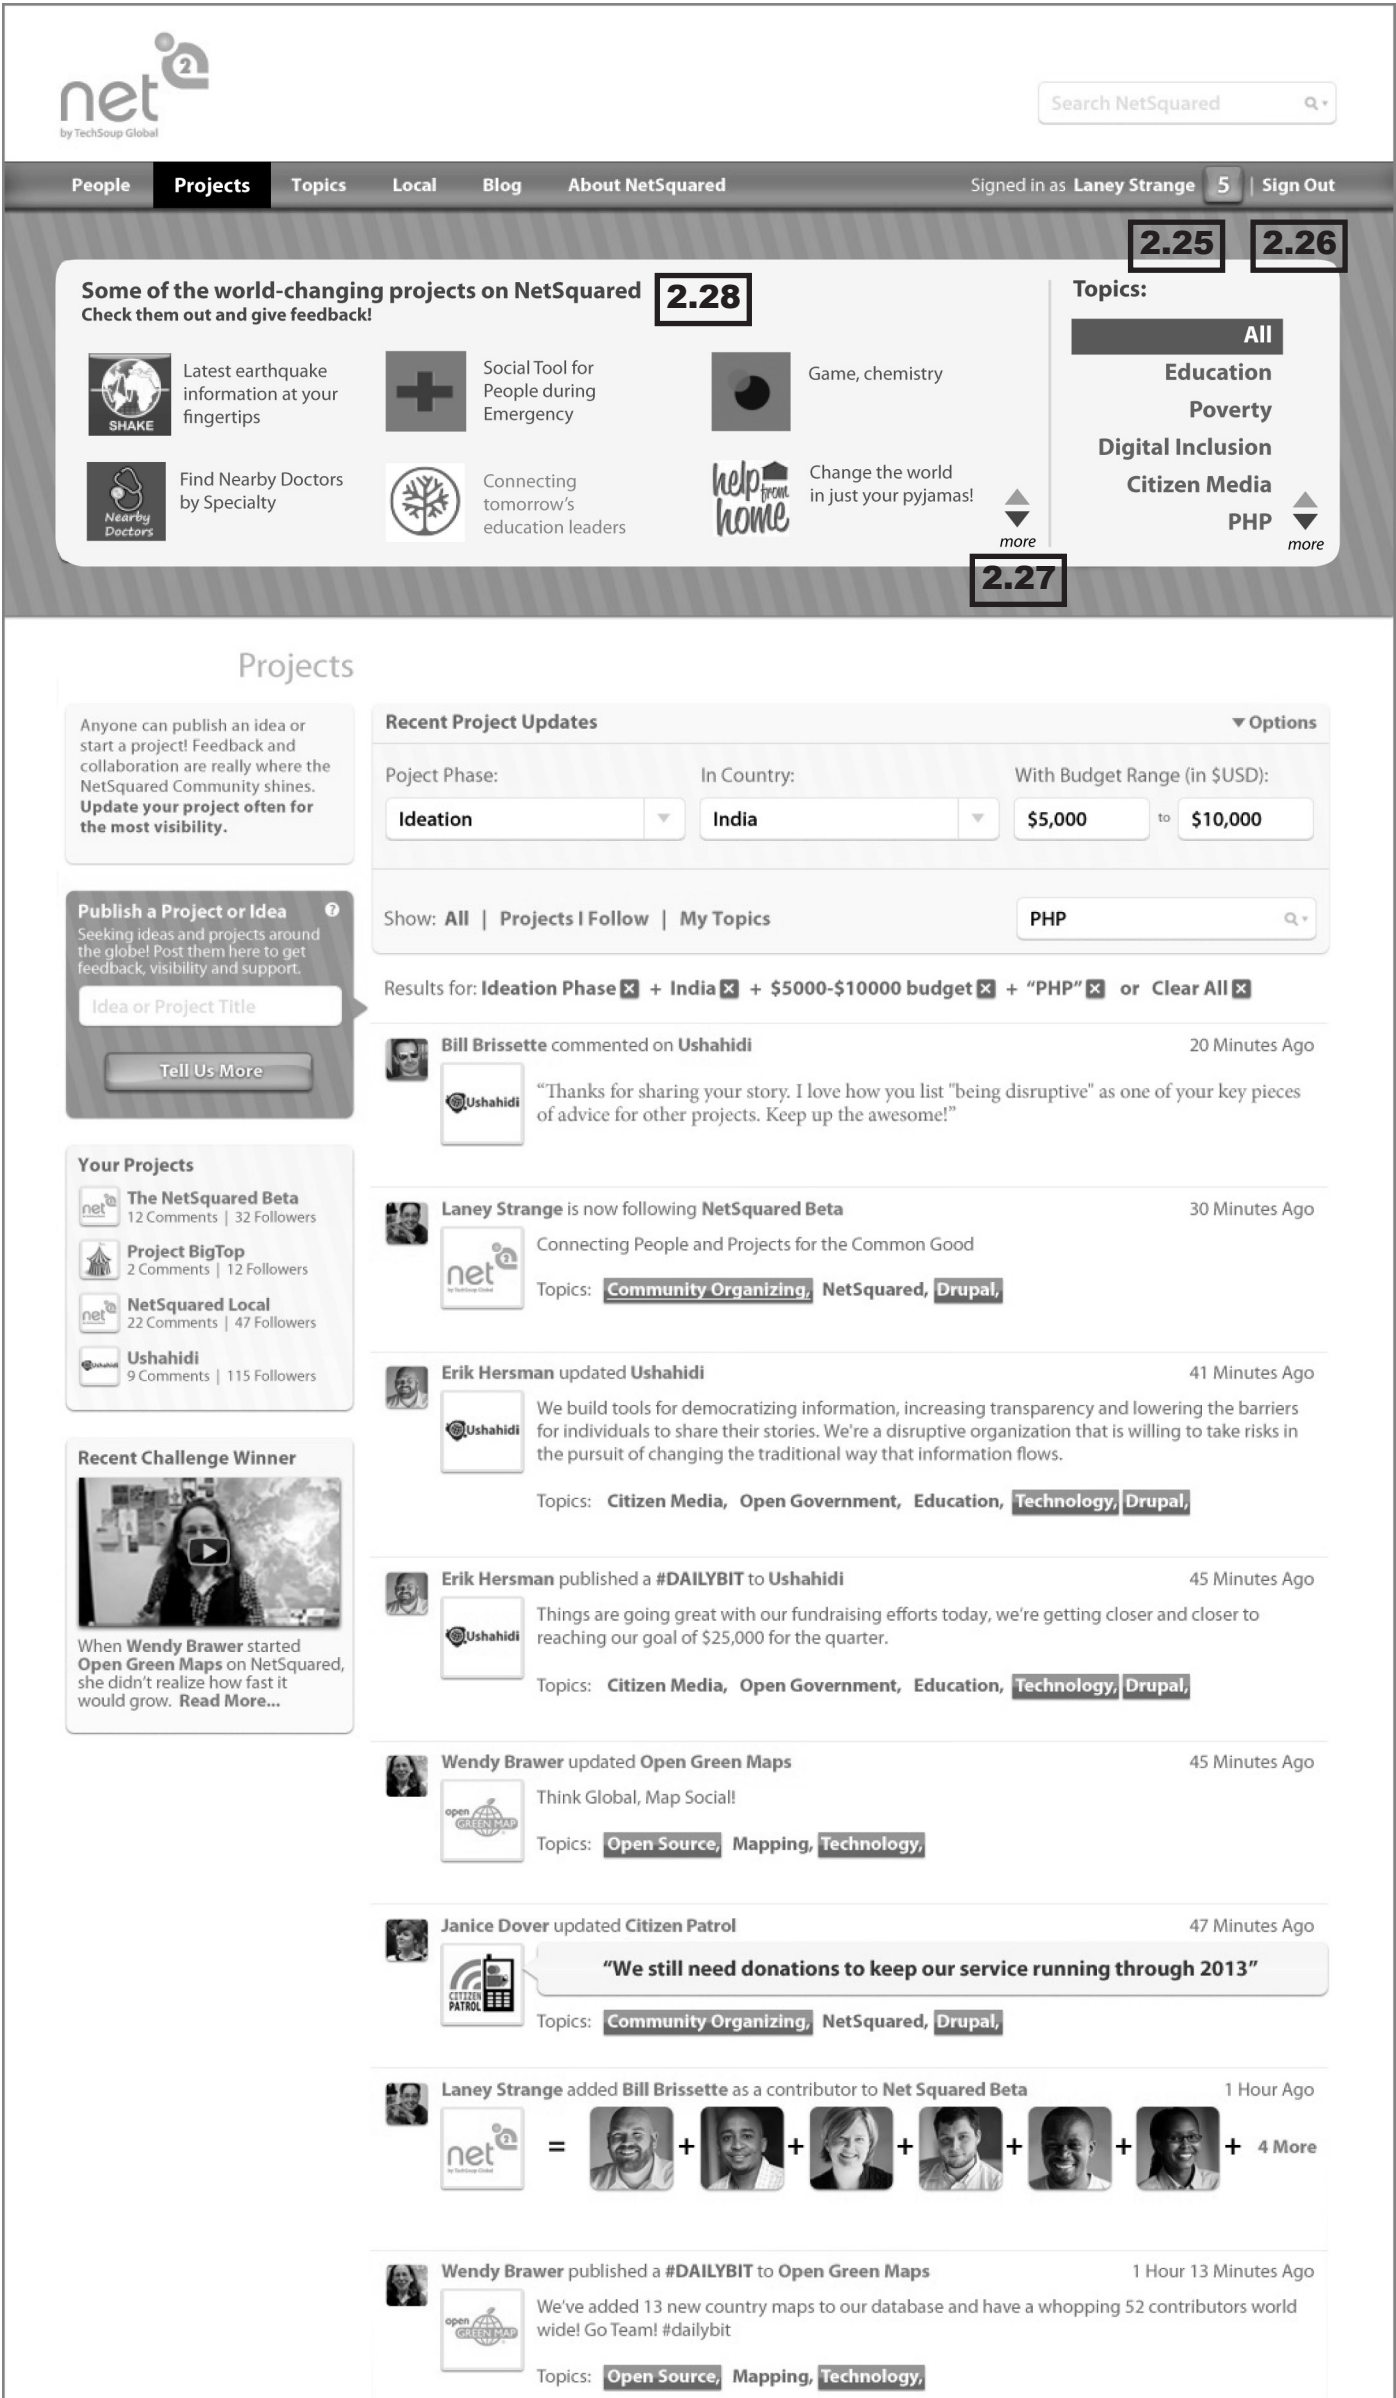 net2
by TechSoup Global
Search NetSquared
People Projects Topics Local Blog About NetSquared Signed in as Laney Strange 5 | Sign Out
2.25 2.26
Some of the world-changing projects on NetSquared 2.28
Check them out and give feedback!
SHAKE
Latest earthquake
information at your
fingertips
Social Tool for
People during
Emergency
Game, chemistry
Nearby
Doctors
Find Nearby Doctors
by Specialty
Connecting
tomorrow's
education leaders
help from
home
Change the world
in just your pyjamas!
more
2.27
Topics:
All
Education
Poverty
Digital Inclusion
Citizen Media
PHP
more
Projects
Anyone can publish an idea or
start a project! Feedback and
collaboration are really where the
NetSquared Community shines.
Update your project often for
the most visibility.
Publish a Project or Idea ?
Seeking ideas and projects around
the globe! Post them here to get
feedback, visibility and support.
Idea or Project Title
Tell Us More
Your Projects
net2
The NetSquared Beta
12 Comments | 32 Followers
Project BigTop
2 Comments | 12 Followers
net2
NetSquared Local
22 Comments | 47 Followers
Ushahidi
Ushahidi
9 Comments | 115 Followers
Recent Challenge Winner
When Wendy Brawer started
Open Green Maps on NetSquared,
she didn't realize how fast it
would grow. Read More...
Recent Project Updates ▼ Options
Poject Phase: In Country: With Budget Range (in $USD):
Ideation India $5,000 to $10,000
Show: All | Projects I Follow | My Topics PHP
Results for: Ideation Phase x + India x + $5000-$10000 budget x + “PHP” x or Clear All x
Bill Brissette commented on Ushahidi 20 Minutes Ago
Ushahidi
“Thanks for sharing your story. I love how you list "being disruptive" as one of your key pieces
of advice for other projects. Keep up the awesome!”
Laney Strange is now following NetSquared Beta 30 Minutes Ago
net2
by TechSoup Global
Connecting People and Projects for the Common Good
Topics: Community Organizing, NetSquared, Drupal,
Erik Hersman updated Ushahidi 41 Minutes Ago
Ushahidi
We build tools for democratizing information, increasing transparency and lowering the barriers
for individuals to share their stories. We're a disruptive organization that is willing to take risks in
the pursuit of changing the traditional way that information flows.
Topics: Citizen Media, Open Government, Education, Technology, Drupal,
Erik Hersman published a #DAILYBIT to Ushahidi 45 Minutes Ago
Ushahidi
Things are going great with our fundraising efforts today, we're getting closer and closer to
reaching our goal of $25,000 for the quarter.
Topics: Citizen Media, Open Government, Education, Technology, Drupal,
Wendy Brawer updated Open Green Maps 45 Minutes Ago
open
GREEN MAP
Think Global, Map Social!
Topics: Open Source, Mapping, Technology,
Janice Dover updated Citizen Patrol 47 Minutes Ago
CITIZEN
PATROL
“We still need donations to keep our service running through 2013”
Topics: Community Organizing, NetSquared, Drupal,
Laney Strange added Bill Brissette as a contributor to Net Squared Beta 1 Hour Ago
net2
by TechSoup Global
= + + + + + + 4 More
Wendy Brawer published a #DAILYBIT to Open Green Maps 1 Hour 13 Minutes Ago
open
GREEN MAP
We've added 13 new country maps to our database and have a whopping 52 contributors world
wide! Go Team! #dailybit
Topics: Open Source, Mapping, Technology,